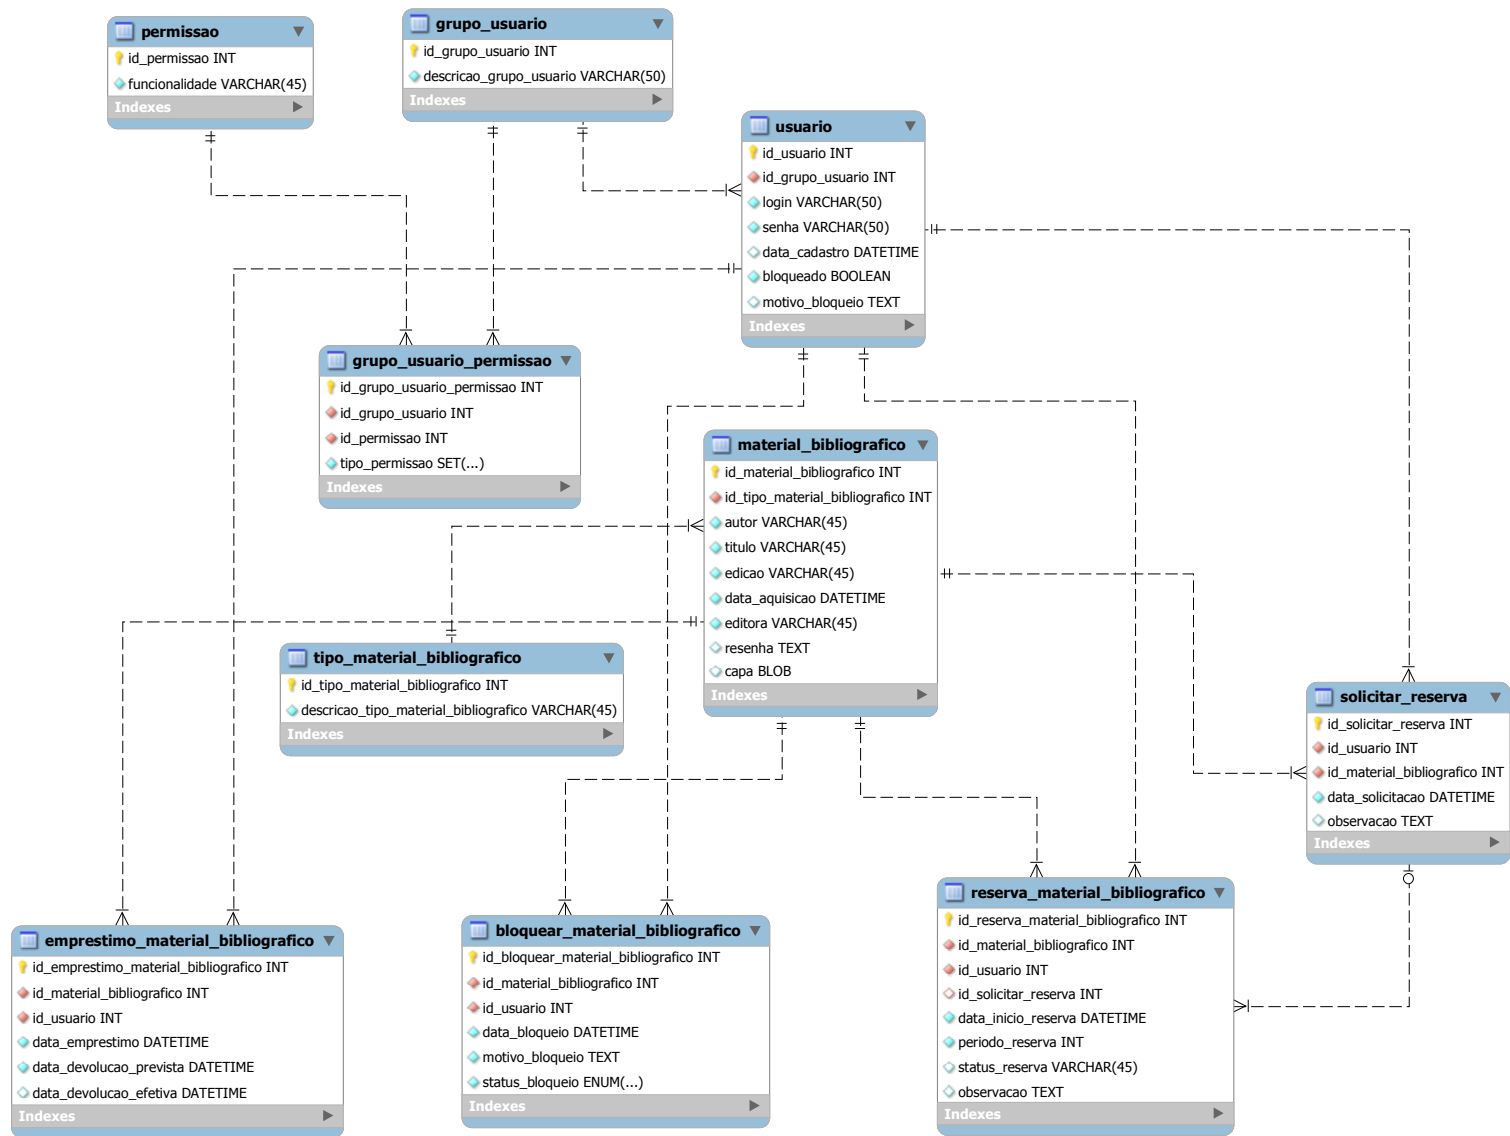 permissao
id_permissao INT
funcionalidade VARCHAR(45)
Indexes
grupo_usuario
id_grupo_usuario INT
descricao_grupo_usuario VARCHAR(50)
Indexes
usuario
id_usuario INT
id_grupo_usuario INT
login VARCHAR(50)
senha VARCHAR(50)
data_cadastro DATETIME
bloqueado BOOLEAN
motivo_bloqueio TEXT
Indexes
grupo_usuario_permissao
id_grupo_usuario_permissao INT
id_grupo_usuario INT
id_permissao INT
tipo_permissao SET(...)
Indexes
material_bibliografico
id_material_bibliografico INT
id_tipo_material_bibliografico INT
autor VARCHAR(45)
titulo VARCHAR(45)
edicao VARCHAR(45)
data_aquisicao DATETIME
editora VARCHAR(45)
resenha TEXT
capa BLOB
Indexes
tipo_material_bibliografico
id_tipo_material_bibliografico INT
descricao_tipo_material_bibliografico VARCHAR(45)
Indexes
solicitar_reserva
id_solicitar_reserva INT
id_usuario INT
id_material_bibliografico INT
data_solicitacao DATETIME
observacao TEXT
Indexes
emprestimo_material_bibliografico
id_emprestimo_material_bibliografico INT
id_material_bibliografico INT
id_usuario INT
data_emprestimo DATETIME
data_devolucao_prevista DATETIME
data_devolucao_efetiva DATETIME
Indexes
bloquear_material_bibliografico
id_bloquear_material_bibliografico INT
id_material_bibliografico INT
id_usuario INT
data_bloqueio DATETIME
motivo_bloqueio TEXT
status_bloqueio ENUM(...)
Indexes
reserva_material_bibliografico
id_reserva_material_bibliografico INT
id_material_bibliografico INT
id_usuario INT
id_solicitar_reserva INT
data_inicio_reserva DATETIME
periodo_reserva INT
status_reserva VARCHAR(45)
observacao TEXT
Indexes